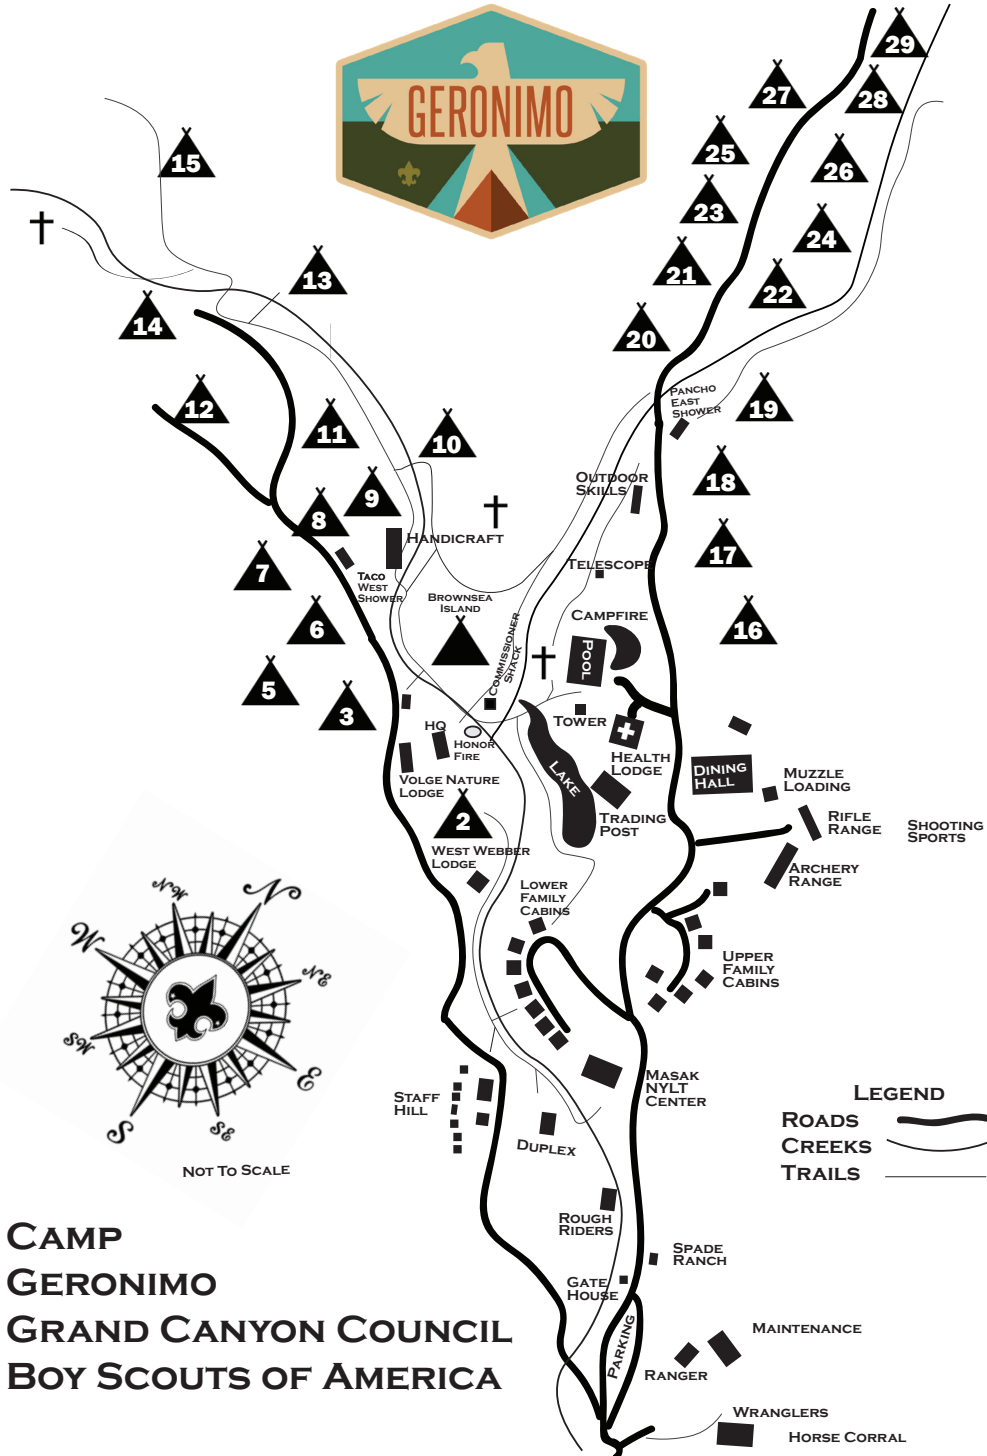 GERONIMO
29
28
27
26
25
24
23
22
21
20
19
18
17
16
15
14
13
12
11
10
9
8
7
6
5
3
2
PANCHO
EAST
SHOWER
OUTDOOR
SKILLS
TELESCOPE
HANDICRAFT
TACO
WEST
SHOWER
BROWNSEA
ISLAND
COMMISSIONER
SHACK
CAMPFIRE
POOL
TOWER
HEALTH
LODGE
HQ
HONOR
FIRE
VOLGE NATURE
LODGE
LAKE
TRADING
POST
DINING
HALL
MUZZLE
LOADING
RIFLE
RANGE
SHOOTING
SPORTS
ARCHERY
RANGE
WEST WEBBER
LODGE
LOWER
FAMILY
CABINS
UPPER
FAMILY
CABINS
N
NE
E
SE
S
SW
W
NW
NOT TO SCALE
STAFF
HILL
DUPLEX
MASAK
NYLT
CENTER
LEGEND
ROADS
CREEKS
TRAILS
ROUGH
RIDERS
SPADE
RANCH
GATE
HOUSE
PARKING
MAINTENANCE
RANGER
WRANGLERS
HORSE CORRAL
CAMP
GERONIMO
GRAND CANYON COUNCIL
BOY SCOUTS OF AMERICA